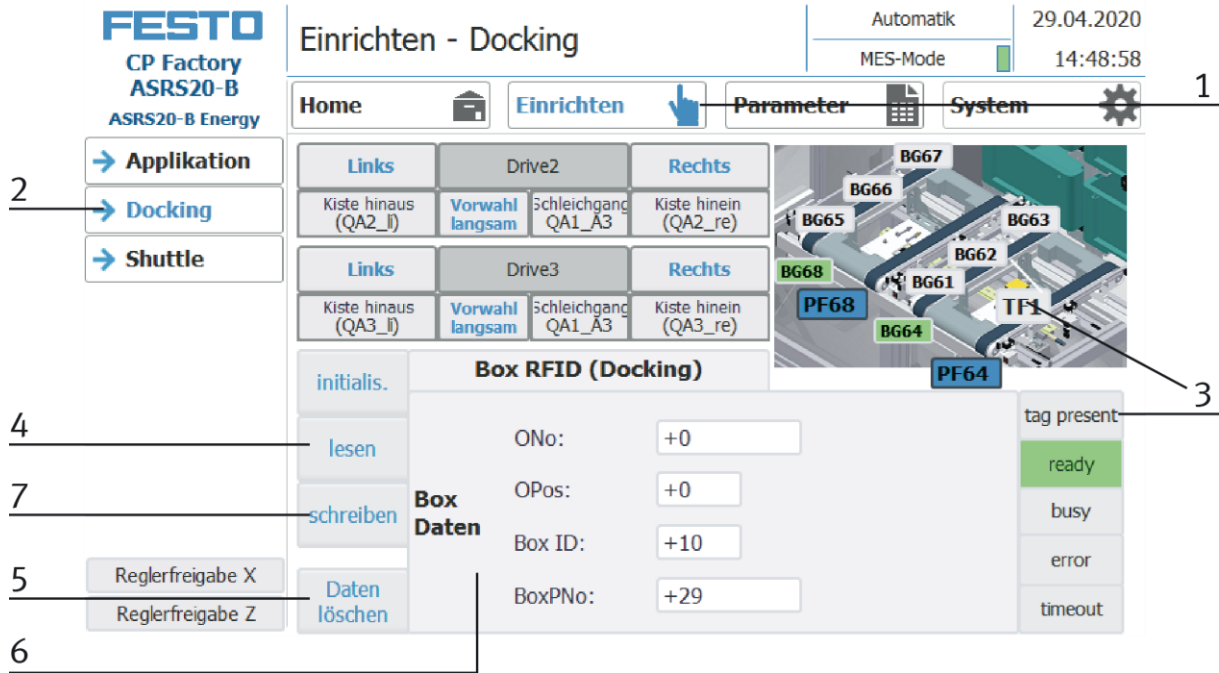 FESTO
CP Factory
ASRS20-B
ASRS20-B Energy
Einrichten - Docking
Automatik
MES-Mode
29.04.2020
14:48:58
Home
Einrichten
Parameter
System
1
Applikation
2
Docking
Shuttle
Links
Drive2
Rechts
Kiste hinaus
(QA2_li)
Vorwahl
langsam
Schleichgang
QA1_A3
Kiste hinein
(QA2_re)
Links
Drive3
Rechts
Kiste hinaus
(QA3_li)
Vorwahl
langsam
Schleichgang
QA1_A3
Kiste hinein
(QA3_re)
BG67
BG66
BG65
BG63
BG62
BG68
BG61
PF68
TF1
BG64
PF64
3
initialis.
Box RFID (Docking)
4
lesen
7
schreiben
5
Daten
löschen
6
Box
Daten
ONo:
+0
OPos:
+0
Box ID:
+10
BoxPNo:
+29
tag present
ready
busy
error
timeout
Reglerfreigabe X
Reglerfreigabe Z